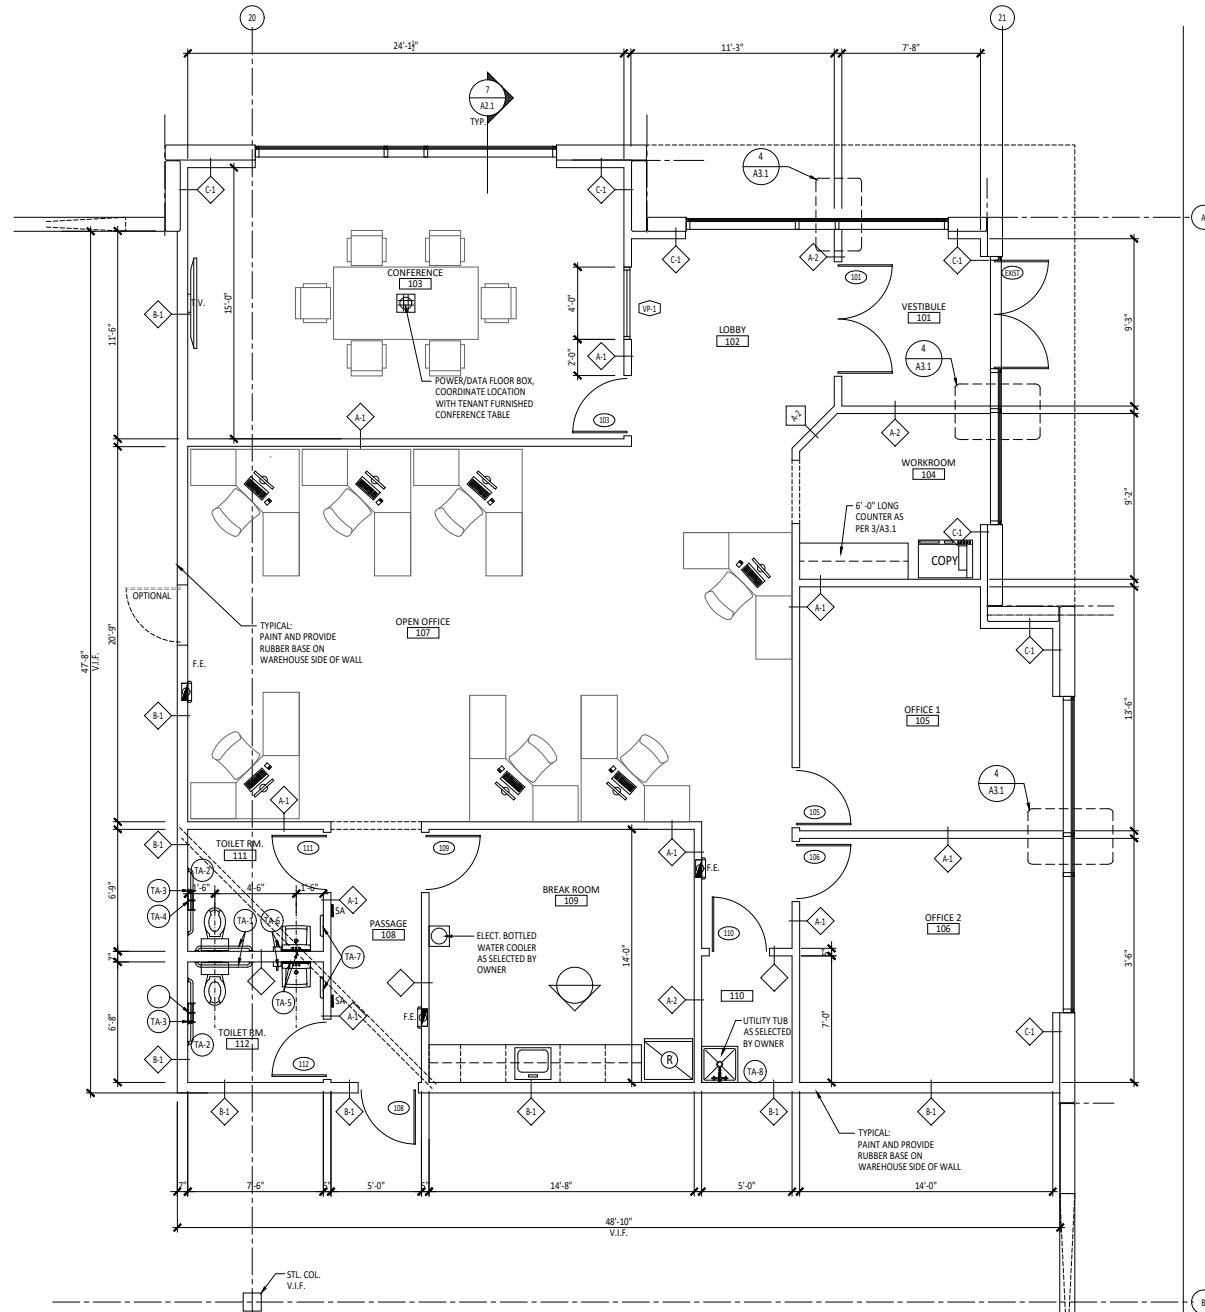 20
21
24'-1½"
11'-3"
7'-8"
7
A2.1
TYP.
4
A3.1
C-1
C-1
A
C-1
A-2
C-1
101
EXIST
CONFERENCE
103
T.V.
B-1
15'-0"
11'-6"
4'-0"
VP-1
LOBBY
102
VESTIBULE
101
9'-3"
4
A3.1
2'-0"
A-1
POWER/DATA FLOOR BOX,
COORDINATE LOCATION
WITH TENANT FURNISHED
CONFERENCE TABLE
A-1
103
A-2
A-2
WORKROOM
104
6' -0" LONG
COUNTER AS
PER 3/A3.1
9'-2"
C-1
COPY
OPTIONAL
A-1
TYPICAL:
PAINT AND PROVIDE
RUBBER BASE ON
WAREHOUSE SIDE OF WALL
OPEN OFFICE
107
20'-9"
47'-8"
V.I.F.
F.E.
C-1
B-1
OFFICE 1
105
13'-6"
4
A3.1
A-1
105
B-1
TOILET RM.
111
111
109
A-1
106
A-1
TA-2
F.E.
TA-3
1'-6"
4'-6"
1'-6"
BREAK ROOM
109
6'-9"
TA-4
TA-1
TA-6
A-1
SA
PASSAGE
108
A-1
OFFICE 2
106
110
ELECT. BOTTLED
WATER COOLER
AS SELECTED BY
OWNER
7"
TA-7
5"
14'-0"
3'-6"
TA-5
SA
A-2
110
TA-3
A-1
F.E.
UTILITY TUB
AS SELECTED
BY OWNER
6'-8"
TOILET RM.
112
TA-2
7'-0"
C-1
B-1
112
R
TA-8
B-1
B-1
108
B-1
B-1
B-1
TYPICAL:
PAINT AND PROVIDE
RUBBER BASE ON
WAREHOUSE SIDE OF WALL
7"
7'-6"
5"
5'-0"
5"
14'-8"
5'-0"
14'-0"
48'-10"
V.I.F.
STL. COL.
V.I.F.
B